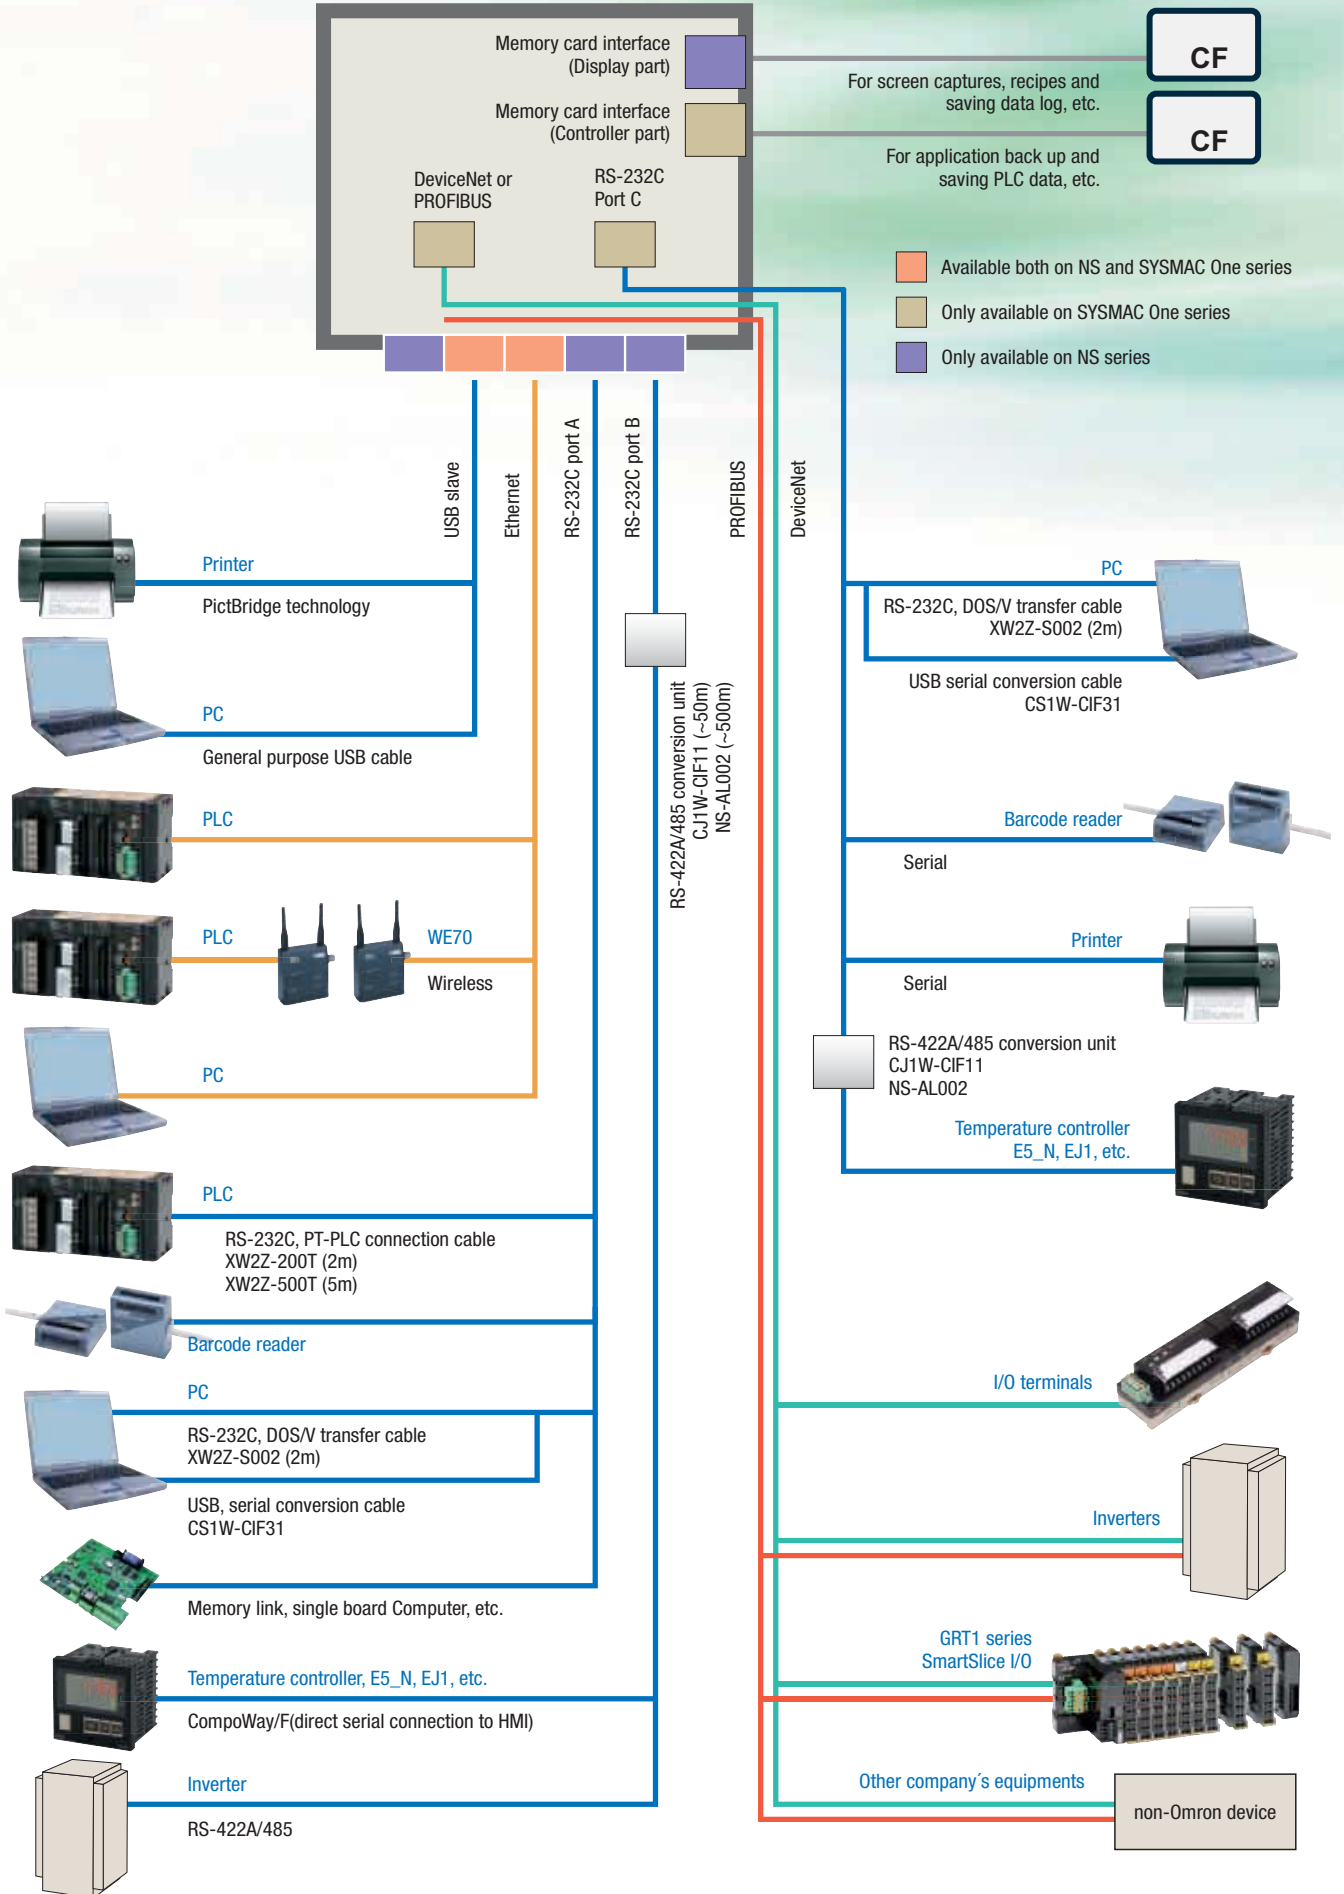 Memory card interface
(Display part)
CF
For screen captures, recipes and
saving data log, etc.
Memory card interface
(Controller part)
CF
For application back up and
saving PLC data, etc.
DeviceNet or
PROFIBUS
RS-232C
Port C
Available both on NS and SYSMAC One series
Only available on SYSMAC One series
Only available on NS series
USB slave
Ethernet
RS-232C port A
RS-232C port B
PROFIBUS
DeviceNet
Printer
PictBridge technology
PC
General purpose USB cable
PLC
PLC
WE70
Wireless
PC
PLC
RS-232C, PT-PLC connection cable
XW2Z-200T (2m)
XW2Z-500T (5m)
Barcode reader
PC
RS-232C, DOS/V transfer cable
XW2Z-S002 (2m)
USB, serial conversion cable
CS1W-CIF31
Memory link, single board Computer, etc.
Temperature controller, E5_N, EJ1, etc.
CompoWay/F(direct serial connection to HMI)
Inverter
RS-422A/485
RS-422A/485 conversion unit
CJ1W-CIF11 (~50m)
NS-AL002 (~500m)
PC
RS-232C, DOS/V transfer cable
XW2Z-S002 (2m)
USB serial conversion cable
CS1W-CIF31
Barcode reader
Serial
Printer
Serial
RS-422A/485 conversion unit
CJ1W-CIF11
NS-AL002
Temperature controller
E5_N, EJ1, etc.
I/O terminals
Inverters
GRT1 series
SmartSlice I/O
Other company´s equipments
non-Omron device